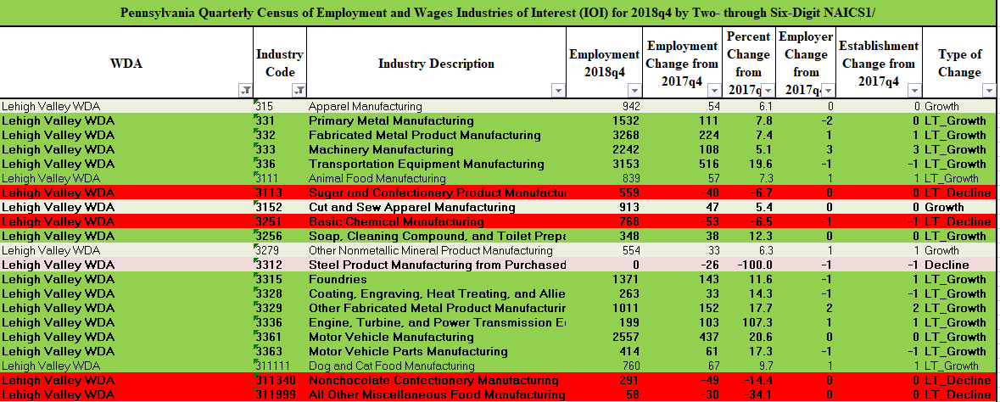 Pennsylvania Quarterly Census of Employment and Wages Industries of Interest (IOI) for 2018q4 by Two- through Six-Digit NAICS1/
WDA Industry Code Industry Description Employment 2018q4 Employment Change from 2017q4 Percent Change from 2017q Employer Change from 2017q Establishment Change from 2017q4 Type of Change
Lehigh Valley WDA 315 Apparel Manufacturing 942 54 6.1 0 0 Growth
Lehigh Valley WDA 331 Primary Metal Manufacturing 1532 111 7.8 -2 0 LT_Growth
Lehigh Valley WDA 332 Fabricated Metal Product Manufacturing 3268 224 7.4 1 1 LT_Growth
Lehigh Valley WDA 333 Machinery Manufacturing 2242 108 5.1 3 3 LT_Growth
Lehigh Valley WDA 336 Transportation Equipment Manufacturing 3153 516 19.6 -1 -1 LT_Growth
Lehigh Valley WDA 3111 Animal Food Manufacturing 839 57 7.3 1 1 LT_Growth
Lehigh Valley WDA 3113 Sugar and Confectionery Product Manufactu 559 -40 -6.7 0 0 LT_Decline
Lehigh Valley WDA 3152 Cut and Sew Apparel Manufacturing 913 47 5.4 0 0 Growth
Lehigh Valley WDA 3251 Basic Chemical Manufacturing 768 -53 -6.5 -1 -1 LT_Decline
Lehigh Valley WDA 3256 Soap, Cleaning Compound, and Toilet Prepa 348 38 12.3 0 0 LT_Growth
Lehigh Valley WDA 3279 Other Nonmetallic Mineral Product Manufacturing 554 33 6.3 1 1 Growth
Lehigh Valley WDA 3312 Steel Product Manufacturing from Purchased 0 -26 -100.0 -1 -1 Decline
Lehigh Valley WDA 3315 Foundries 1371 143 11.6 -1 1 LT_Growth
Lehigh Valley WDA 3328 Coating, Engraving, Heat Treating, and Allie 263 33 14.3 -1 -1 LT_Growth
Lehigh Valley WDA 3329 Other Fabricated Metal Product Manufacturin 1011 152 17.7 2 2 LT_Growth
Lehigh Valley WDA 3336 Engine, Turbine, and Power Transmission E 199 103 107.3 1 1 LT_Growth
Lehigh Valley WDA 3361 Motor Vehicle Manufacturing 2557 437 20.6 0 0 LT_Growth
Lehigh Valley WDA 3363 Motor Vehicle Parts Manufacturing 414 61 17.3 -1 -1 LT_Growth
Lehigh Valley WDA 311111 Dog and Cat Food Manufacturing 760 67 9.7 1 1 LT_Growth
Lehigh Valley WDA 311340 Nonchocolate Confectionery Manufacturing 291 -49 -14.4 0 0 LT_Decline
Lehigh Valley WDA 311999 All Other Miscellaneous Food Manufacturing 58 -30 -34.1 0 0 LT_Decline